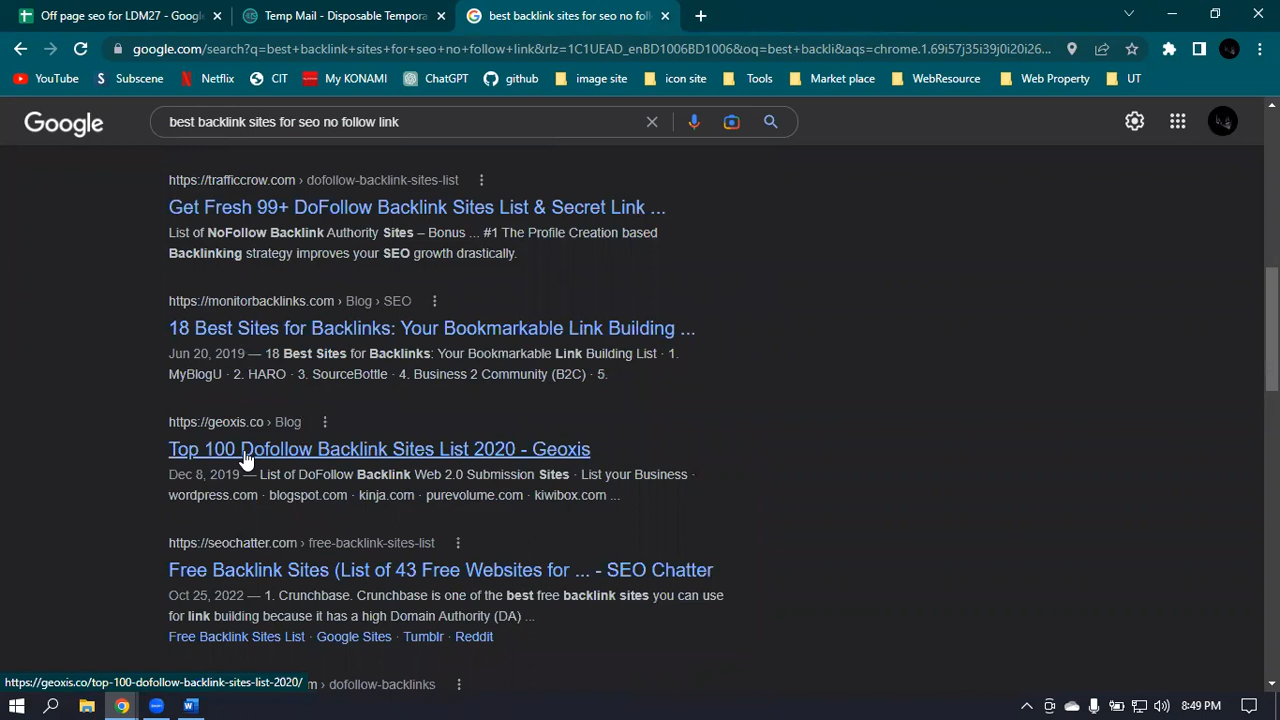 Off page seo for LDM27 - Google
Temp Mail - Disposable Tempora
best backlink sites for seo no foll
google.com/search?q=best+backlink+sites+for+seo+no+follow+link&rlz=1C1UEAD_enBD1006BD1006&oq=best+backli&aqs=chrome.1.69i57j35i39j0i20i26...
YouTube
Subscene
Netflix
CIT
My KONAMI
ChatGPT
github
image site
icon site
Tools
Market place
WebResource
Web Property
UT
Google
best backlink sites for seo no follow link
https://trafficcrow.com › dofollow-backlink-sites-list
Get Fresh 99+ DoFollow Backlink Sites List & Secret Link ...
List of NoFollow Backlink Authority Sites – Bonus ... #1 The Profile Creation based
Backlinking strategy improves your SEO growth drastically.
https://monitorbacklinks.com › Blog › SEO
18 Best Sites for Backlinks: Your Bookmarkable Link Building ...
Jun 20, 2019 — 18 Best Sites for Backlinks: Your Bookmarkable Link Building List · 1.
MyBlogU · 2. HARO · 3. SourceBottle · 4. Business 2 Community (B2C) · 5.
https://geoxis.co › Blog
Top 100 Dofollow Backlink Sites List 2020 - Geoxis
Dec 8, 2019 — List of DoFollow Backlink Web 2.0 Submission Sites · List your Business ·
wordpress.com · blogspot.com · kinja.com · purevolume.com · kiwibox.com ...
https://seochatter.com › free-backlink-sites-list
Free Backlink Sites (List of 43 Free Websites for ... - SEO Chatter
Oct 25, 2022 — 1. Crunchbase. Crunchbase is one of the best free backlink sites you can use
for link building because it has a high Domain Authority (DA) ...
Free Backlink Sites List · Google Sites · Tumblr · Reddit
https://geoxis.co/top-100-dofollow-backlink-sites-list-2020/
m › dofollow-backlinks
8:49 PM